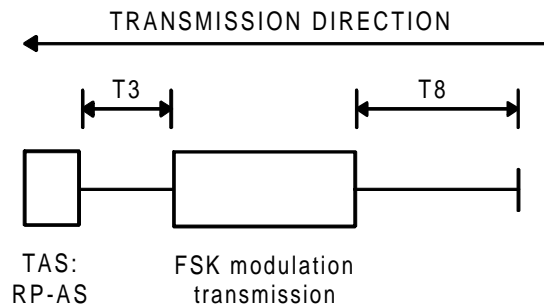 TRANSMISSION DIRECTION
T3
T8
TAS:
RP-AS
FSK modulation
transmission